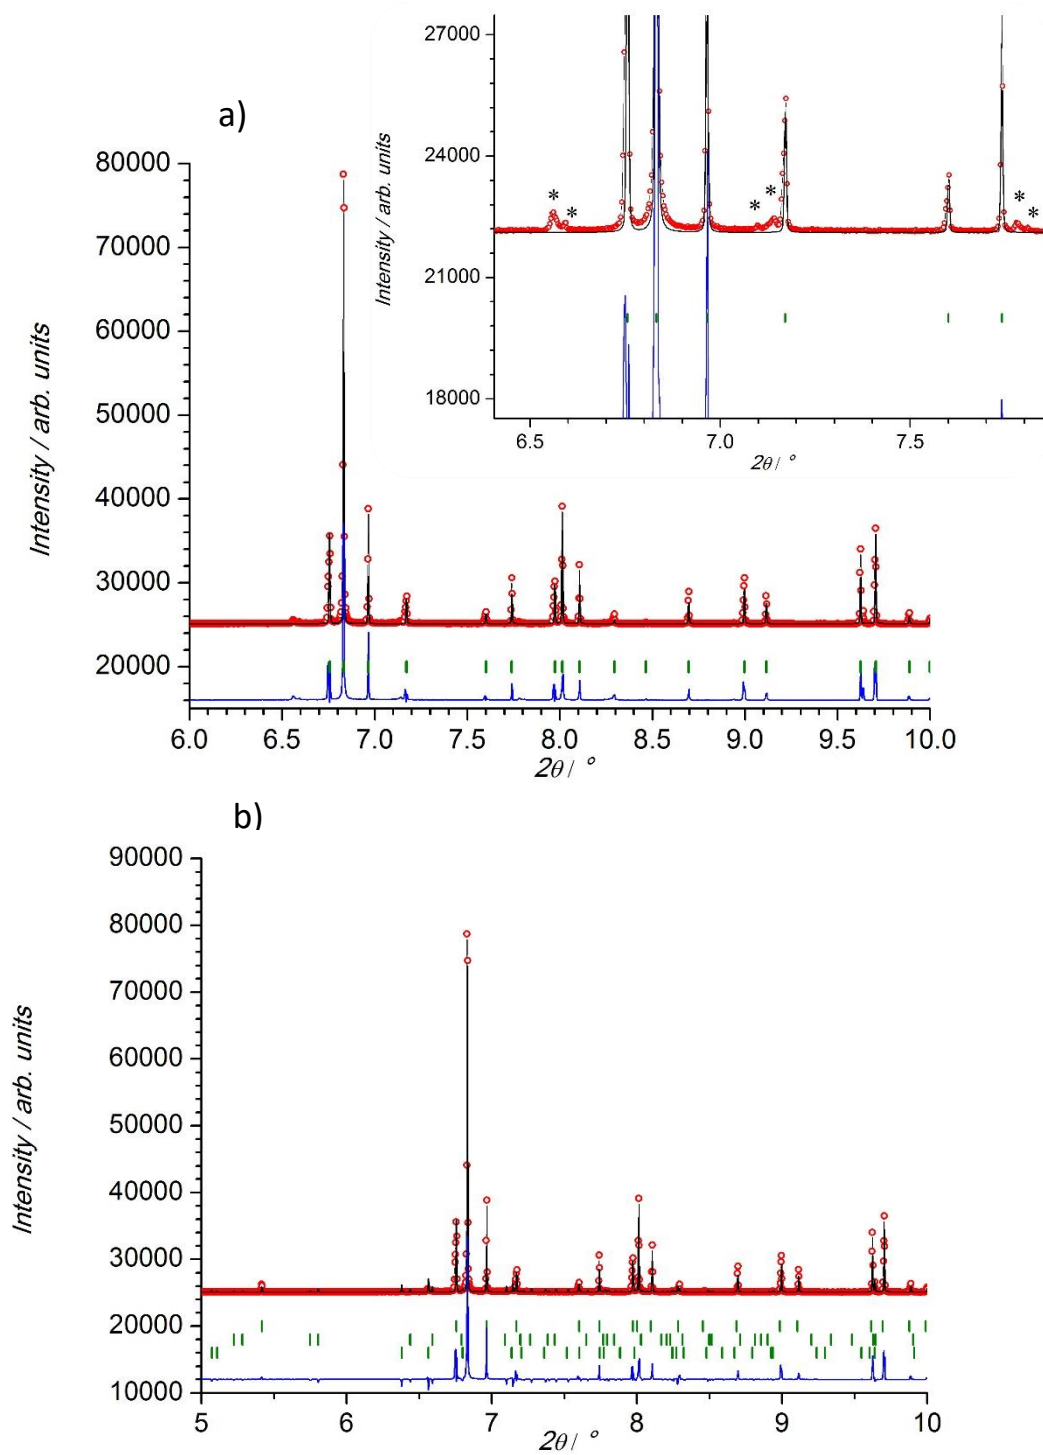 a)
27000
24000
21000
18000
Intensity / arb. units
* * * * * *
6.5 7.0 7.5
2θ / °
80000
70000
60000
50000
40000
30000
20000
Intensity / arb. units
6.0 6.5 7.0 7.5 8.0 8.5 9.0 9.5 10.0
2θ / °
b)
90000
80000
70000
60000
50000
40000
30000
20000
10000
Intensity / arb. units
5 6 7 8 9 10
2θ / °